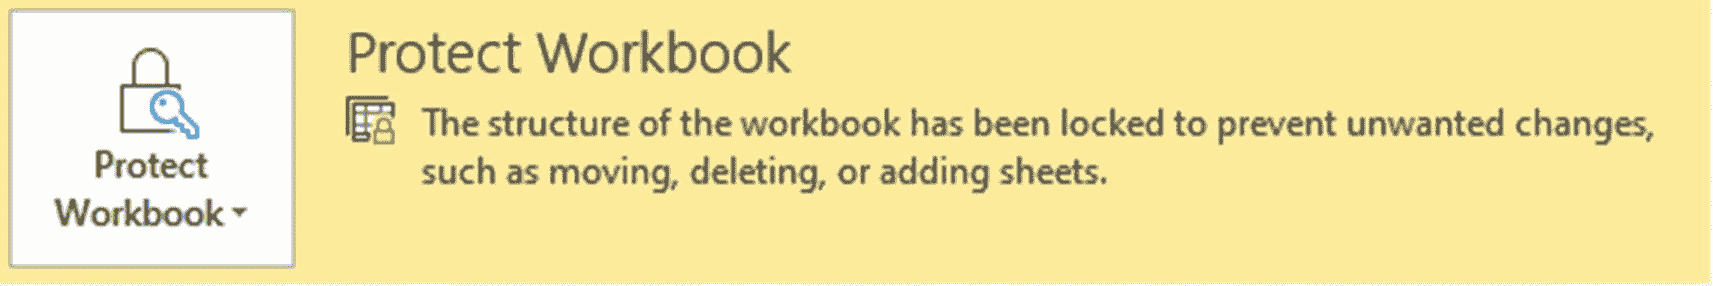 Protect
Workbook
Protect Workbook
The structure of the workbook has been locked to prevent unwanted changes,
such as moving, deleting, or adding sheets.